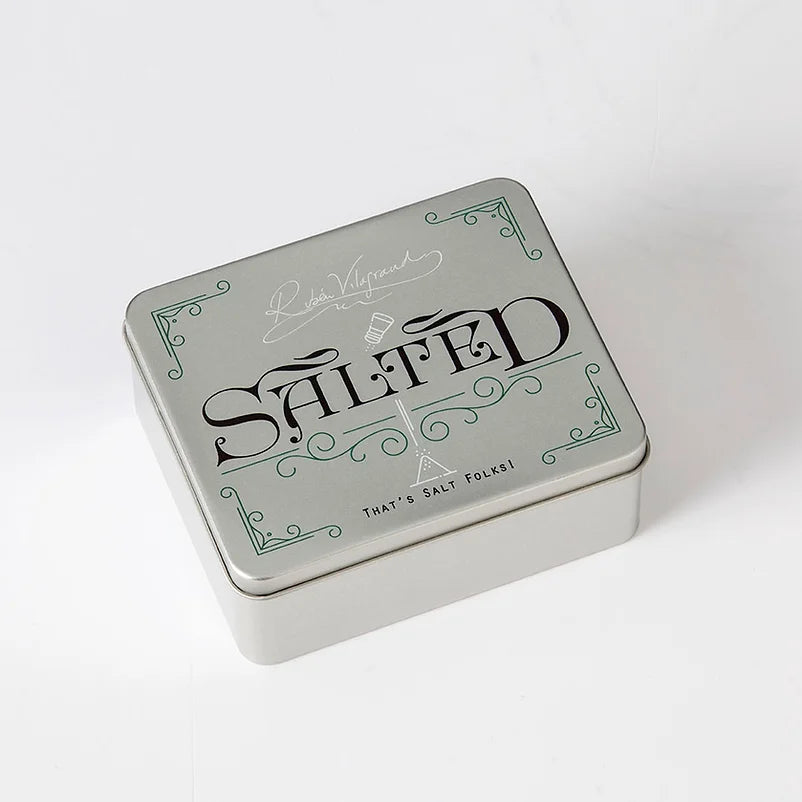 Rubén Vilagrand
SALTED
THAT'S SALT FOLKS!